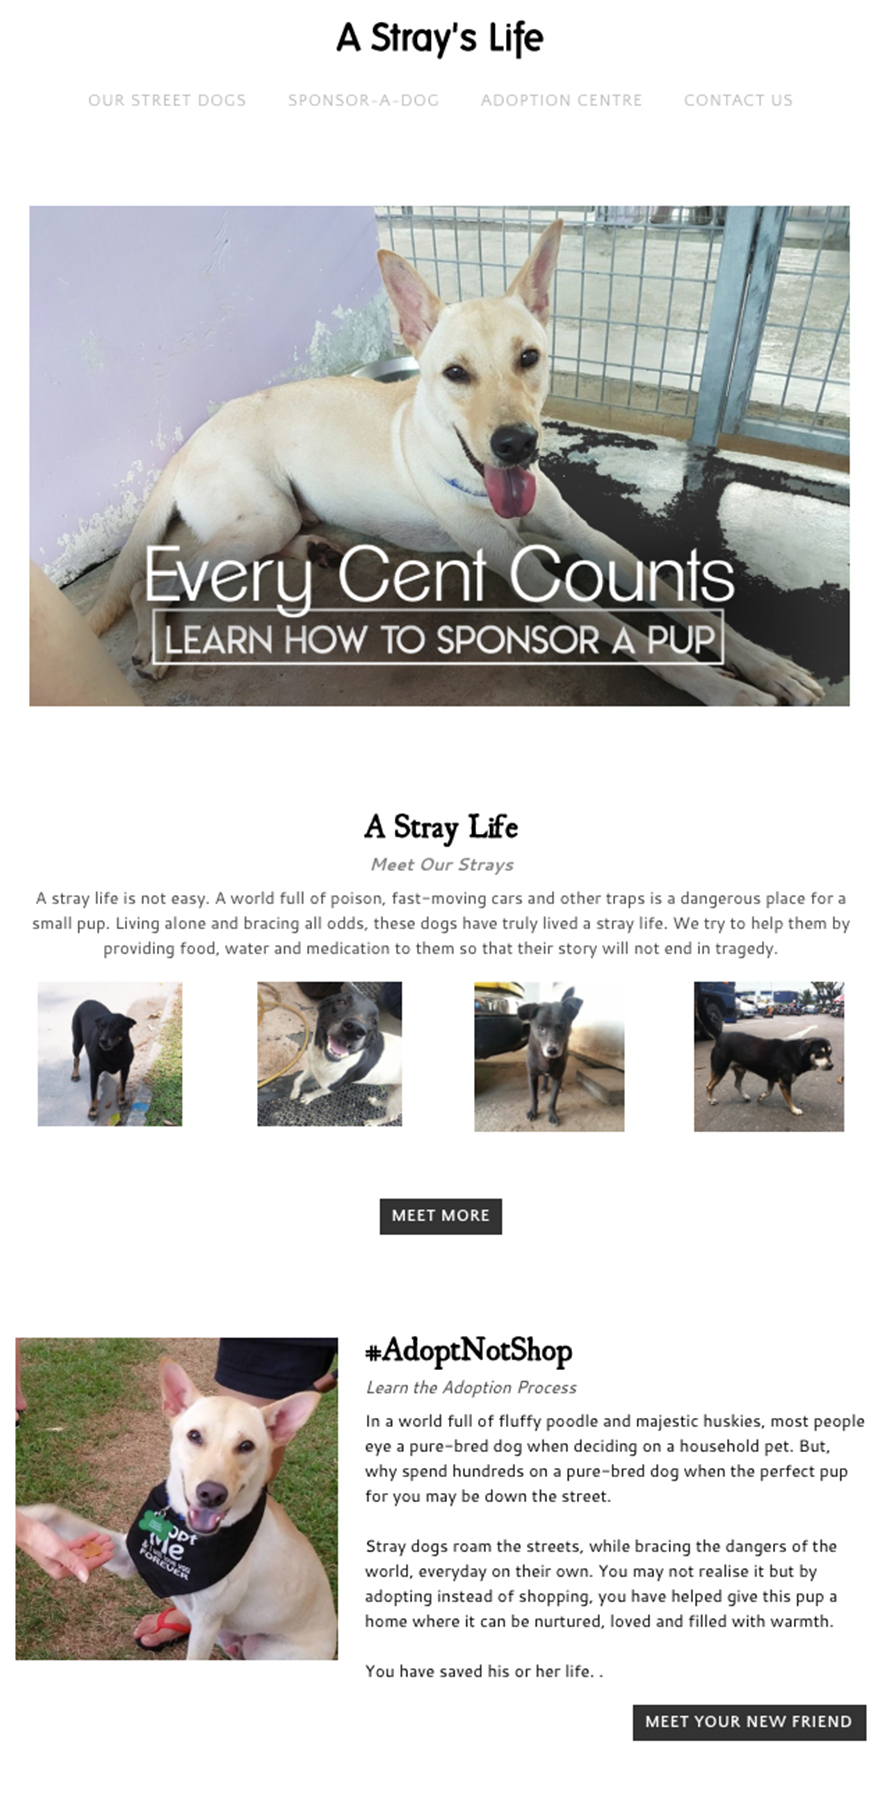 A Stray's Life
OUR STREET DOGS SPONSOR-A-DOG ADOPTION CENTRE CONTACT US
Every Cent Counts
LEARN HOW TO SPONSOR A PUP
A Stray Life
Meet Our Strays
A stray life is not easy. A world full of poison, fast-moving cars and other traps is a dangerous place for a
small pup. Living alone and bracing all odds, these dogs have truly lived a stray life. We try to help them by
providing food, water and medication to them so that their story will not end in tragedy.
MEET MORE
#AdoptNotShop
Learn the Adoption Process
In a world full of fluffy poodle and majestic huskies, most people
eye a pure-bred dog when deciding on a household pet. But,
why spend hundreds on a pure-bred dog when the perfect pup
for you may be down the street.
Stray dogs roam the streets, while bracing the dangers of the
world, everyday on their own. You may not realise it but by
adopting instead of shopping, you have helped give this pup a
home where it can be nurtured, loved and filled with warmth.
You have saved his or her life. .
Me
FOREVER
MEET YOUR NEW FRIEND